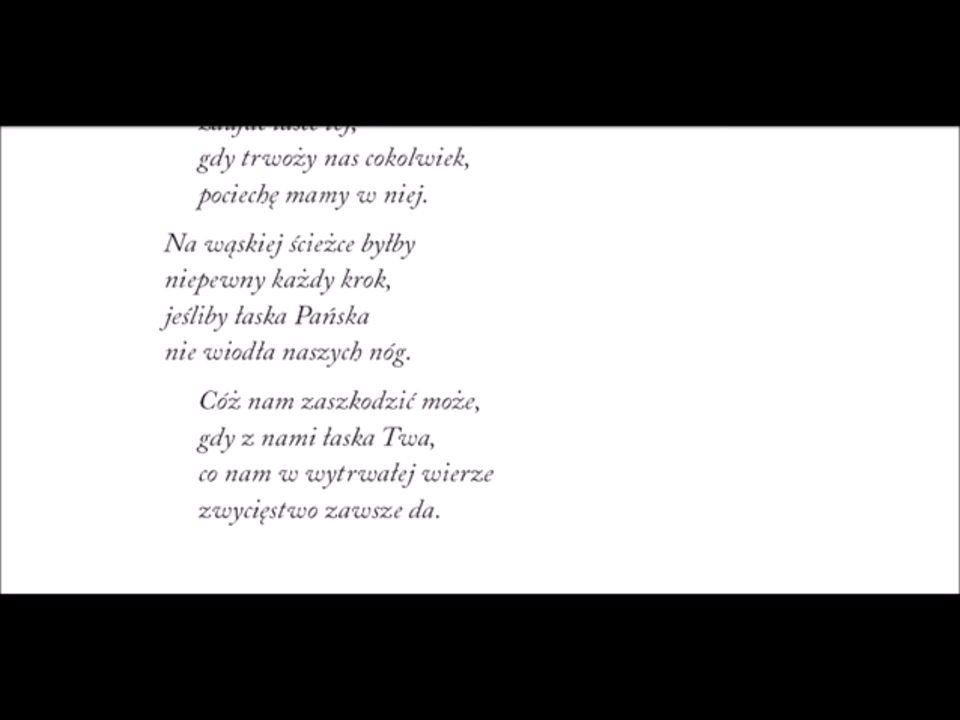 gdy trwoży nas cokolwiek,
pociechę mamy w niej.
Na wąskiej ścieżce byłby
niepewny każdy krok,
jeśliby łaska Pańska
nie wiodła naszych nóg.
Cóż nam zaszkodzić może,
gdy z nami łaska Twa,
co nam w wytrwałej wierze
zwycięstwo zawsze da.